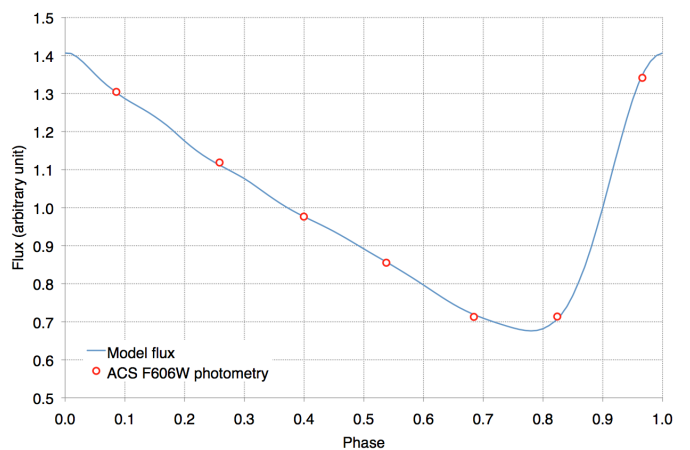 1.5
1.4
1.3
1.2
1.1
1.0
0.9
0.8
0.7
0.6
0.5
Flux (arbitrary unit)
Model flux
ACS F606W photometry
0.0 0.1 0.2 0.3 0.4 0.5 0.6 0.7 0.8 0.9 1.0
Phase